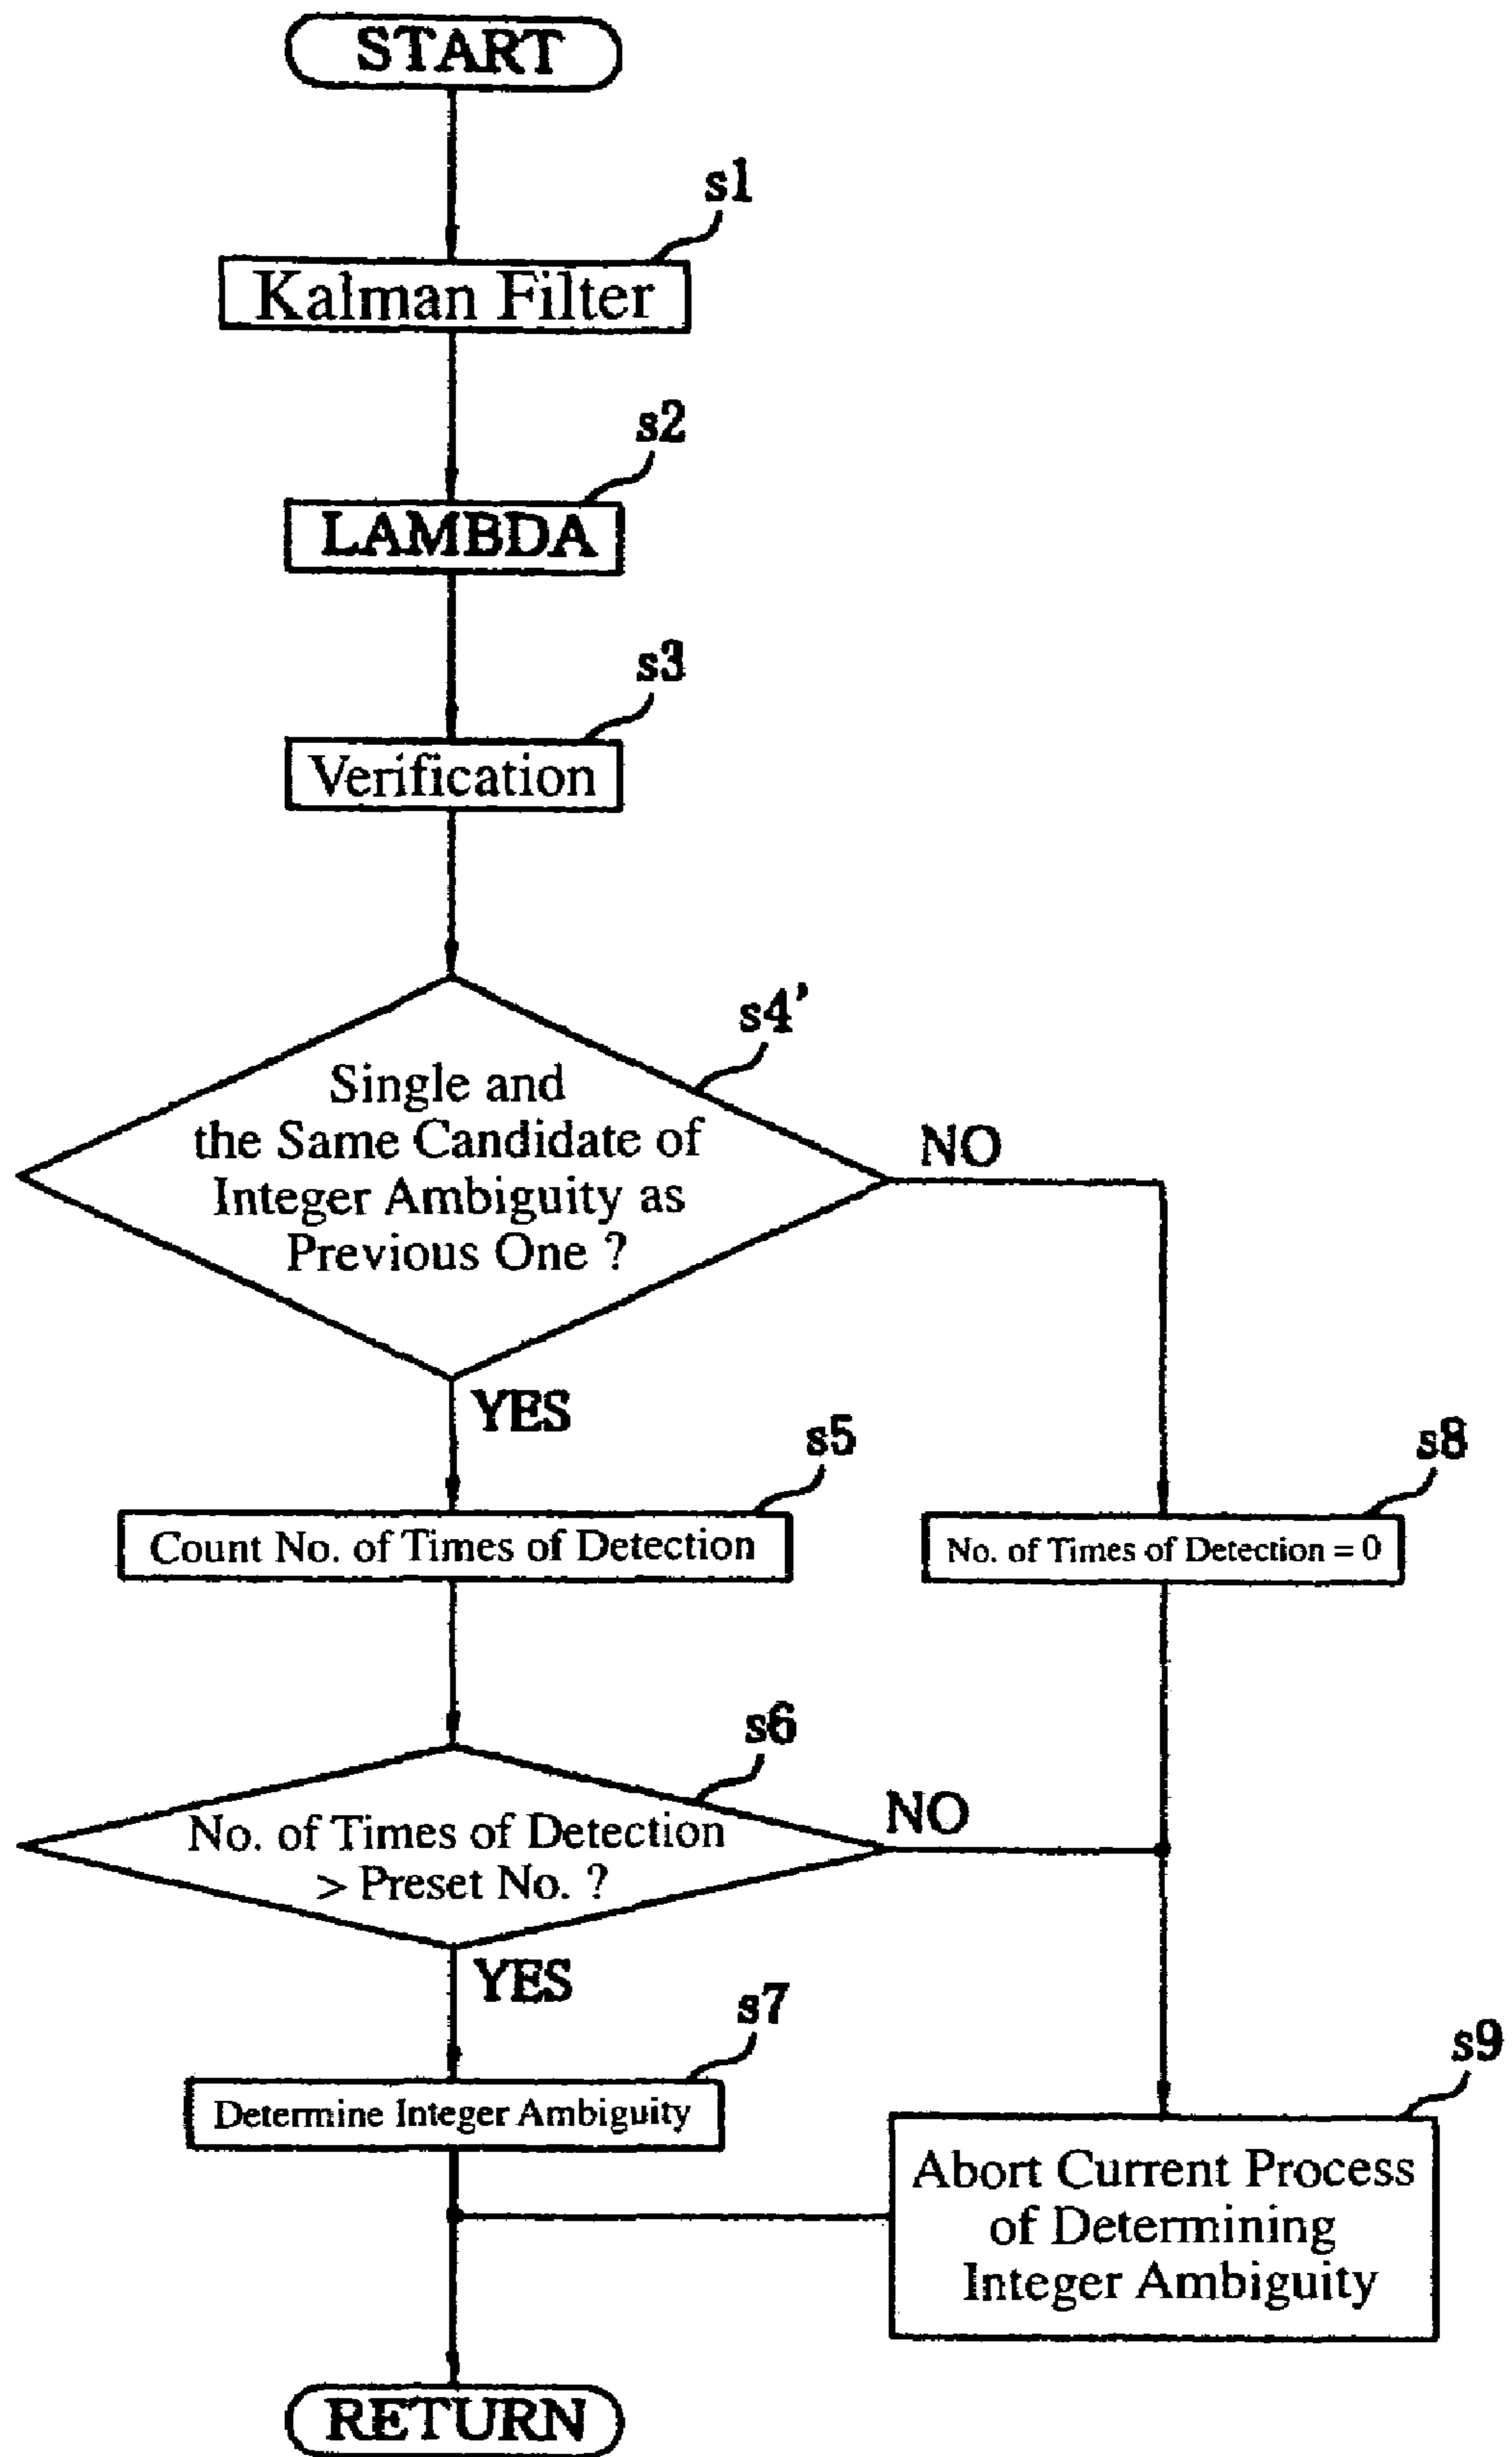 START
s1
Kalman Filter
s2
LAMBDA
s3
Verification
s4’
Single and
the Same Candidate of
Integer Ambiguity as
Previous One ?
NO
YES
s5
Count No. of Times of Detection
s8
No. of Times of Detection = 0
s6
No. of Times of Detection
> Preset No. ?
NO
YES
s7
Determine Integer Ambiguity
s9
Abort Current Process
of Determining
Integer Ambiguity
RETURN